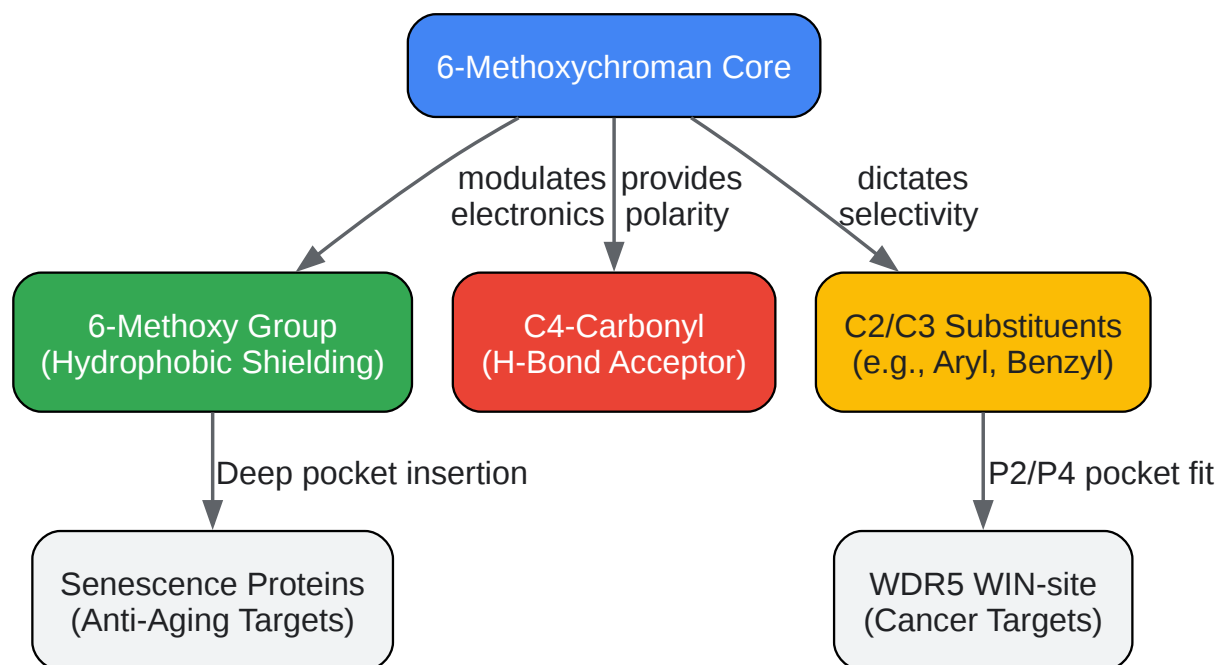 6-Methoxychroman Core
modulates
electronics
provides
polarity
dictates
selectivity
6-Methoxy Group
(Hydrophobic Shielding)
C4-Carbonyl
(H-Bond Acceptor)
C2/C3 Substituents
(e.g., Aryl, Benzyl)
Deep pocket insertion
P2/P4 pocket fit
Senescence Proteins
(Anti-Aging Targets)
WDR5 WIN-site
(Cancer Targets)